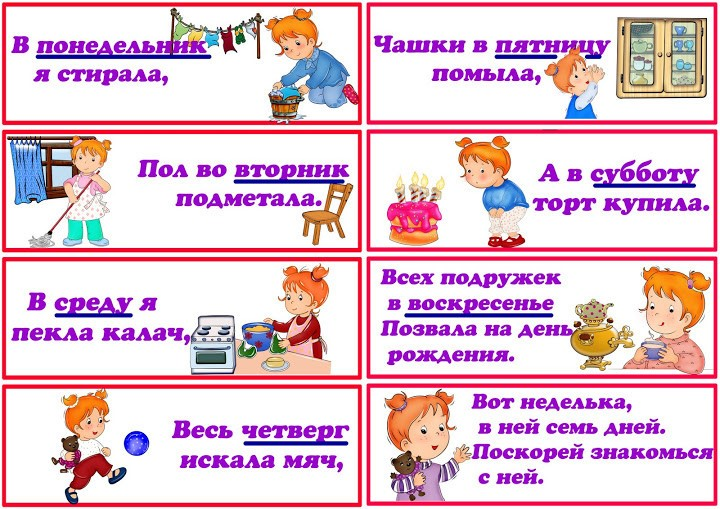 В понедельник
я стирала,
Пол во вторник
подметала.
В среду я
пекла калач,
Весь четверг
искала мяч,
Чашки в пятницу
помыла,
А в субботу
торт купила.
Всех подружек
в воскресенье
Позвала на день
рождения.
Вот неделька,
в ней семь дней.
Поскорей знакомься
с ней.